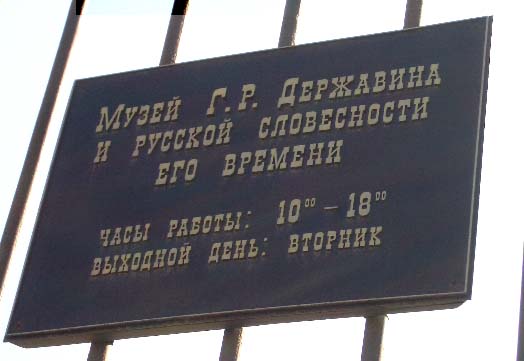 Музей Г.Р. Державина
и русской словесности
его времени
часы работы: 10⁰⁰ – 18⁰⁰
выходной день: вторник